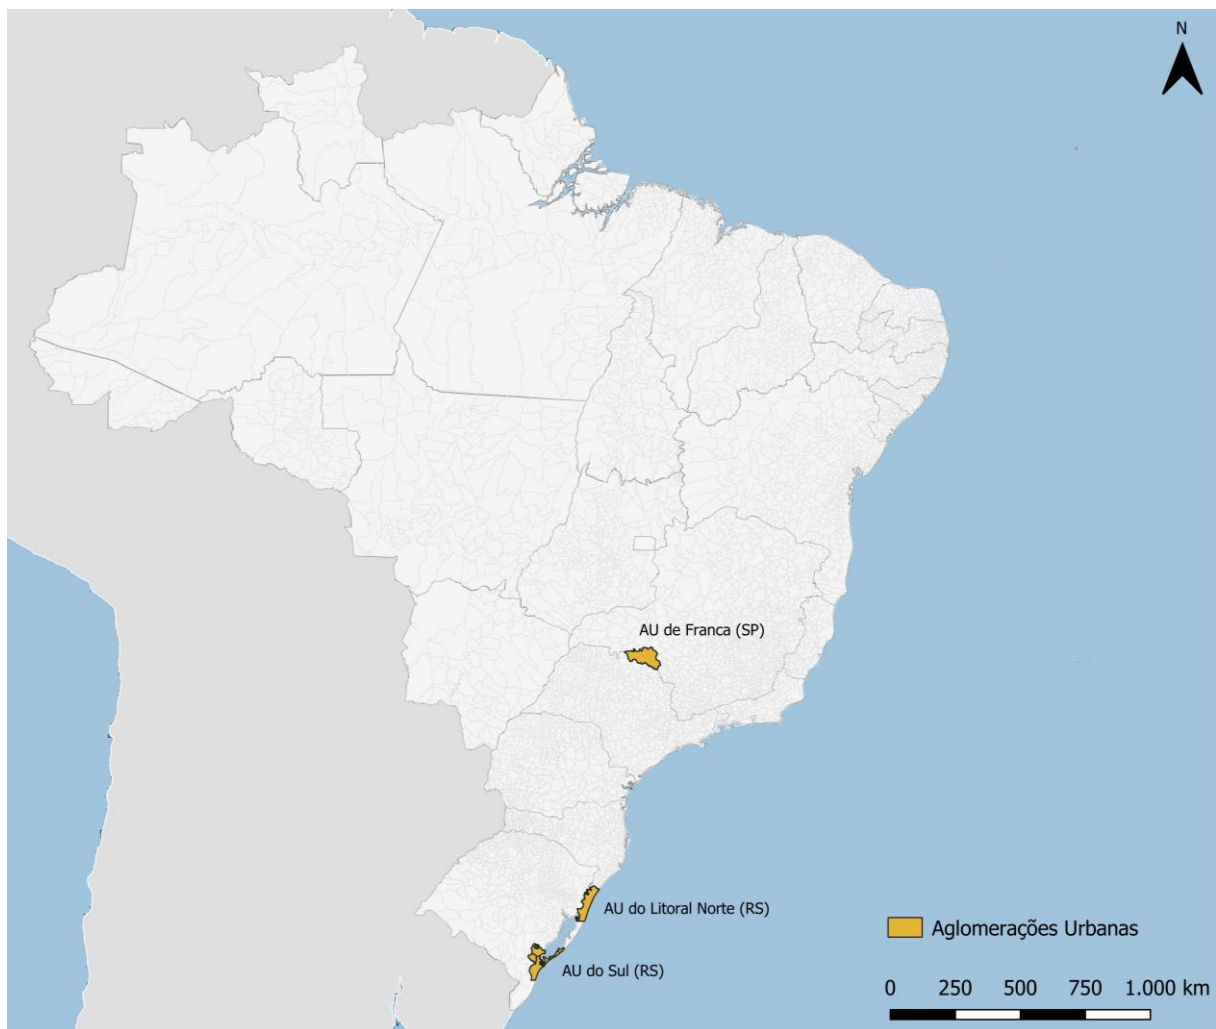 N
AU de Franca (SP)
AU do Litoral Norte (RS)
AU do Sul (RS)
Aglomerações Urbanas
0 250 500 750 1.000 km